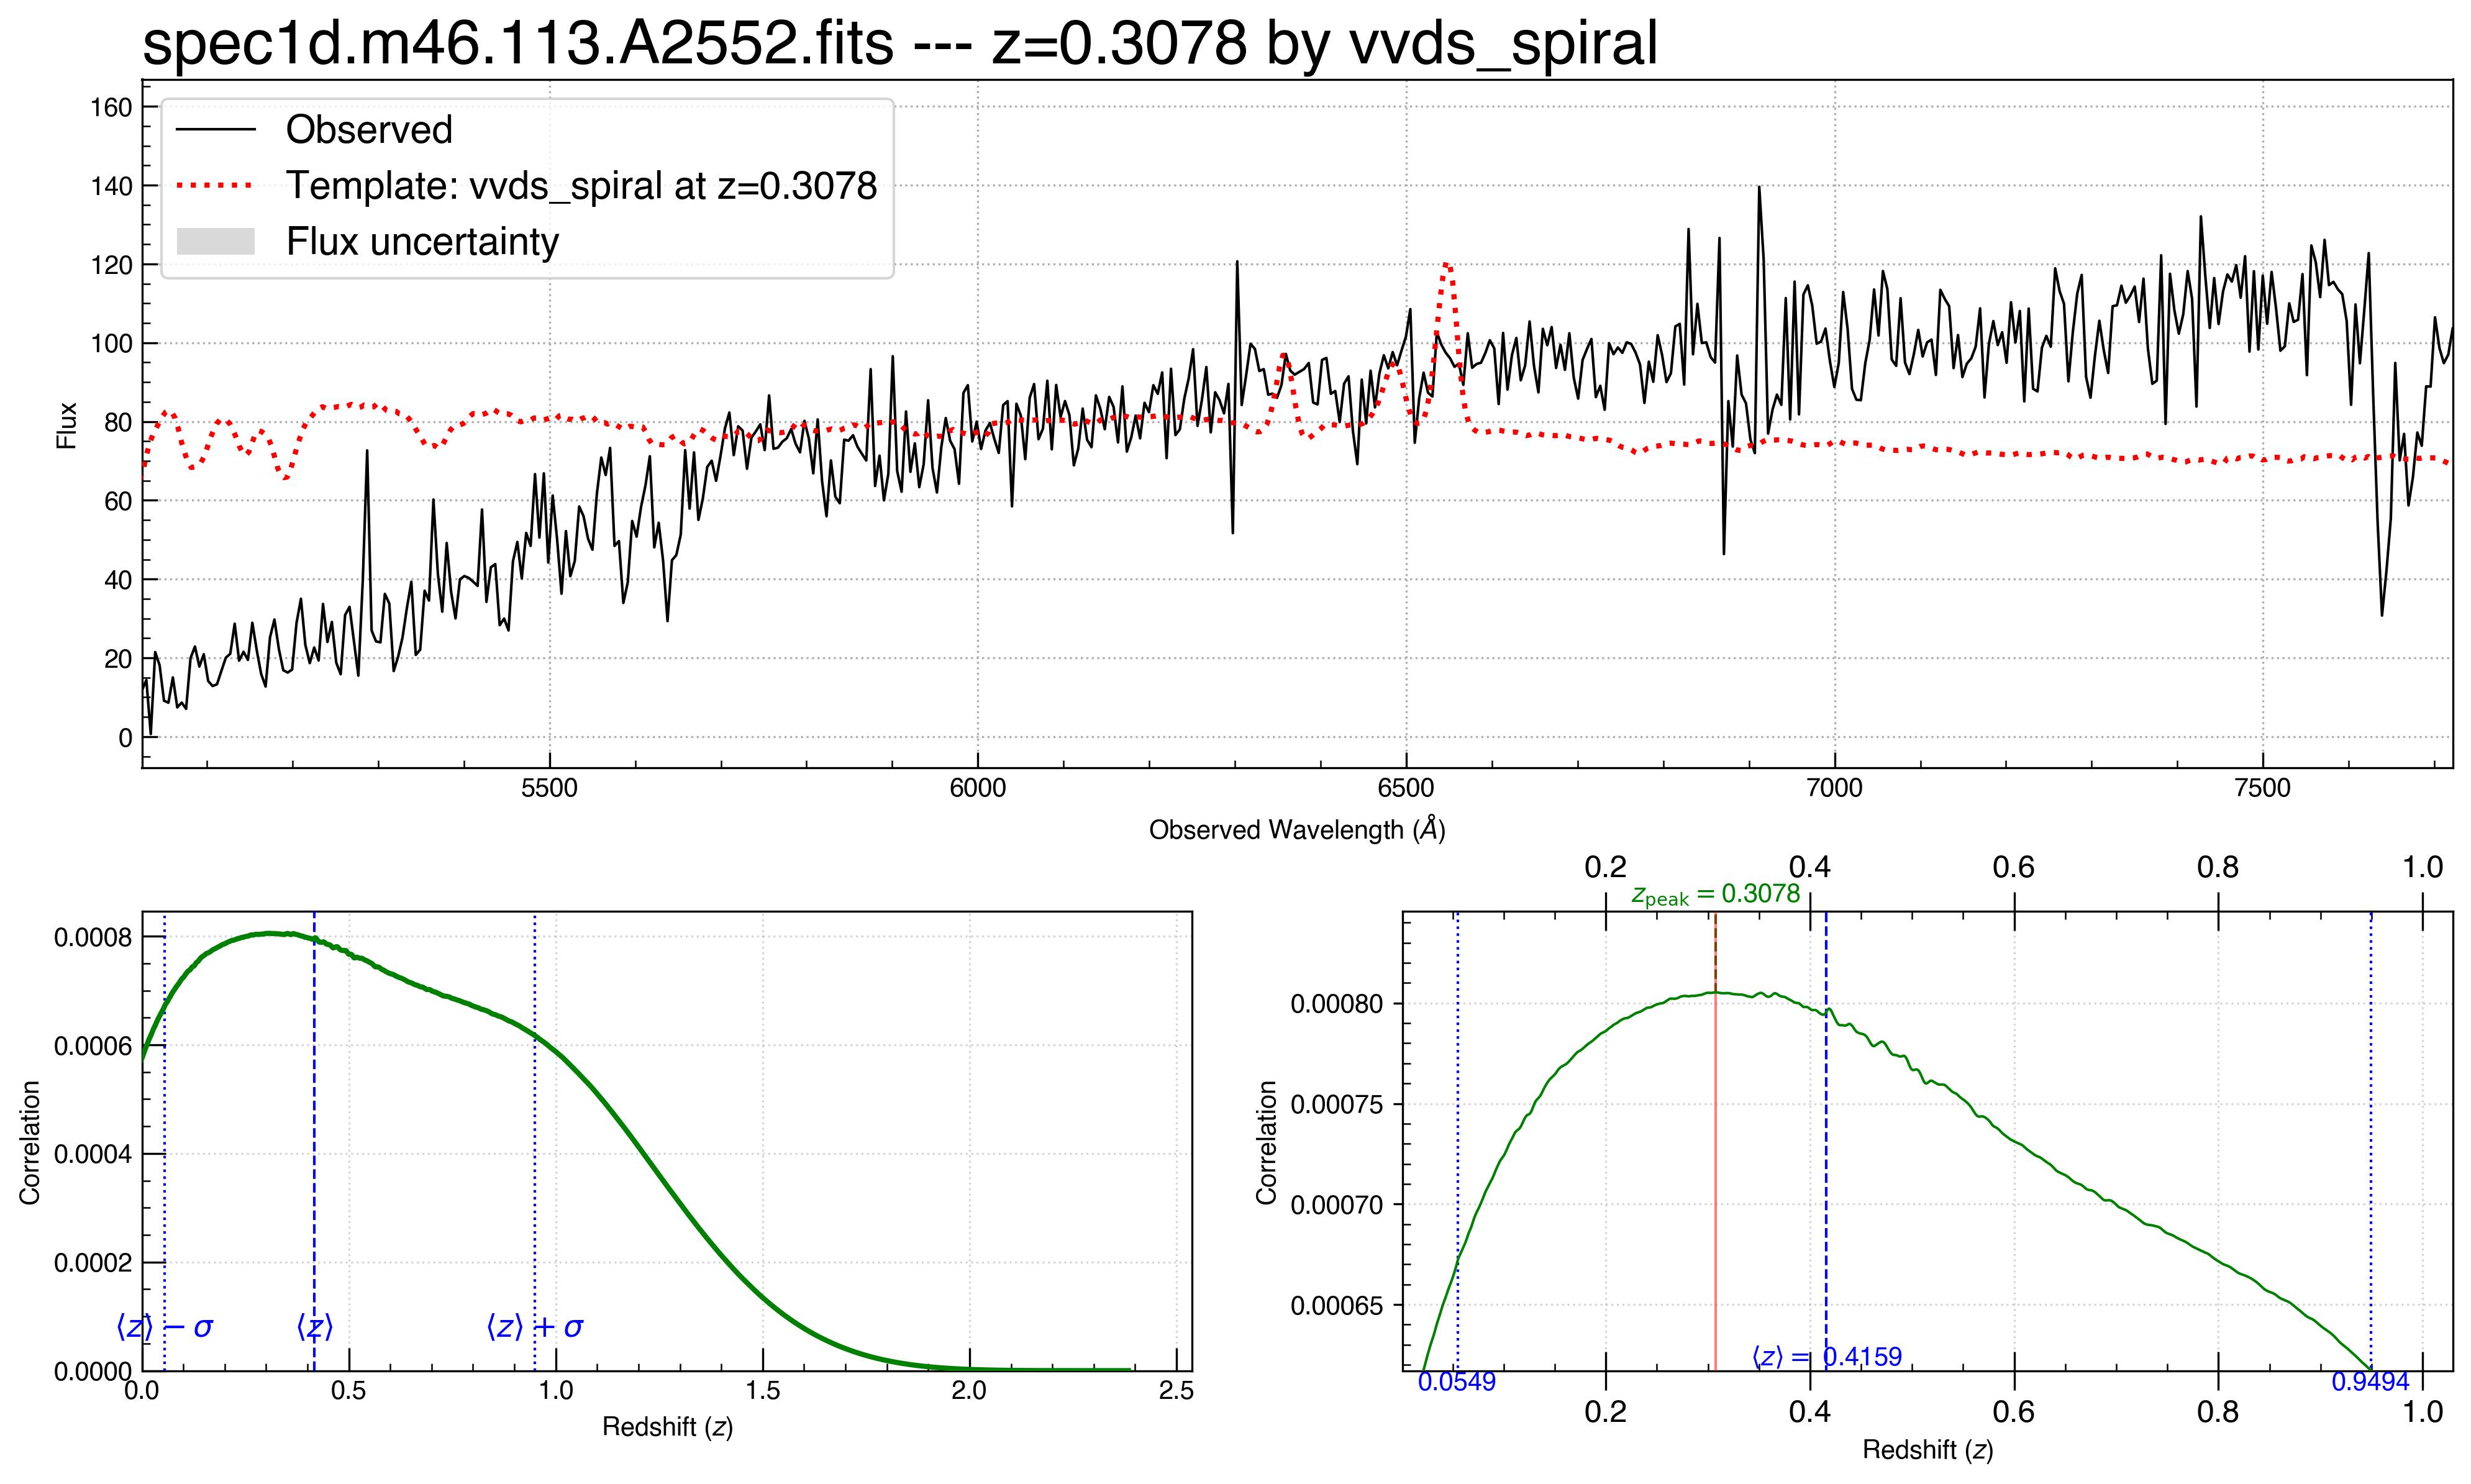 spec1d.m46.113.A2552.fits --- z=0.3078 by vvds_spiral
Observed
Template: vvds_spiral at z=0.3078
Flux uncertainty
160
140
120
100
80
60
40
20
0
Flux
5500 6000 6500 7000 7500
Observed Wavelength (Å)
0.0008
0.0006
0.0004
0.0002
0.0000
Correlation
⟨z⟩ − σ ⟨z⟩ ⟨z⟩ + σ
0.0 0.5 1.0 1.5 2.0 2.5
Redshift (z)
0.2 0.4 0.6 0.8 1.0
z_peak = 0.3078
0.00080
0.00075
0.00070
0.00065
Correlation
⟨z⟩ = 0.4159
0.0549 0.9494
0.2 0.4 0.6 0.8 1.0
Redshift (z)